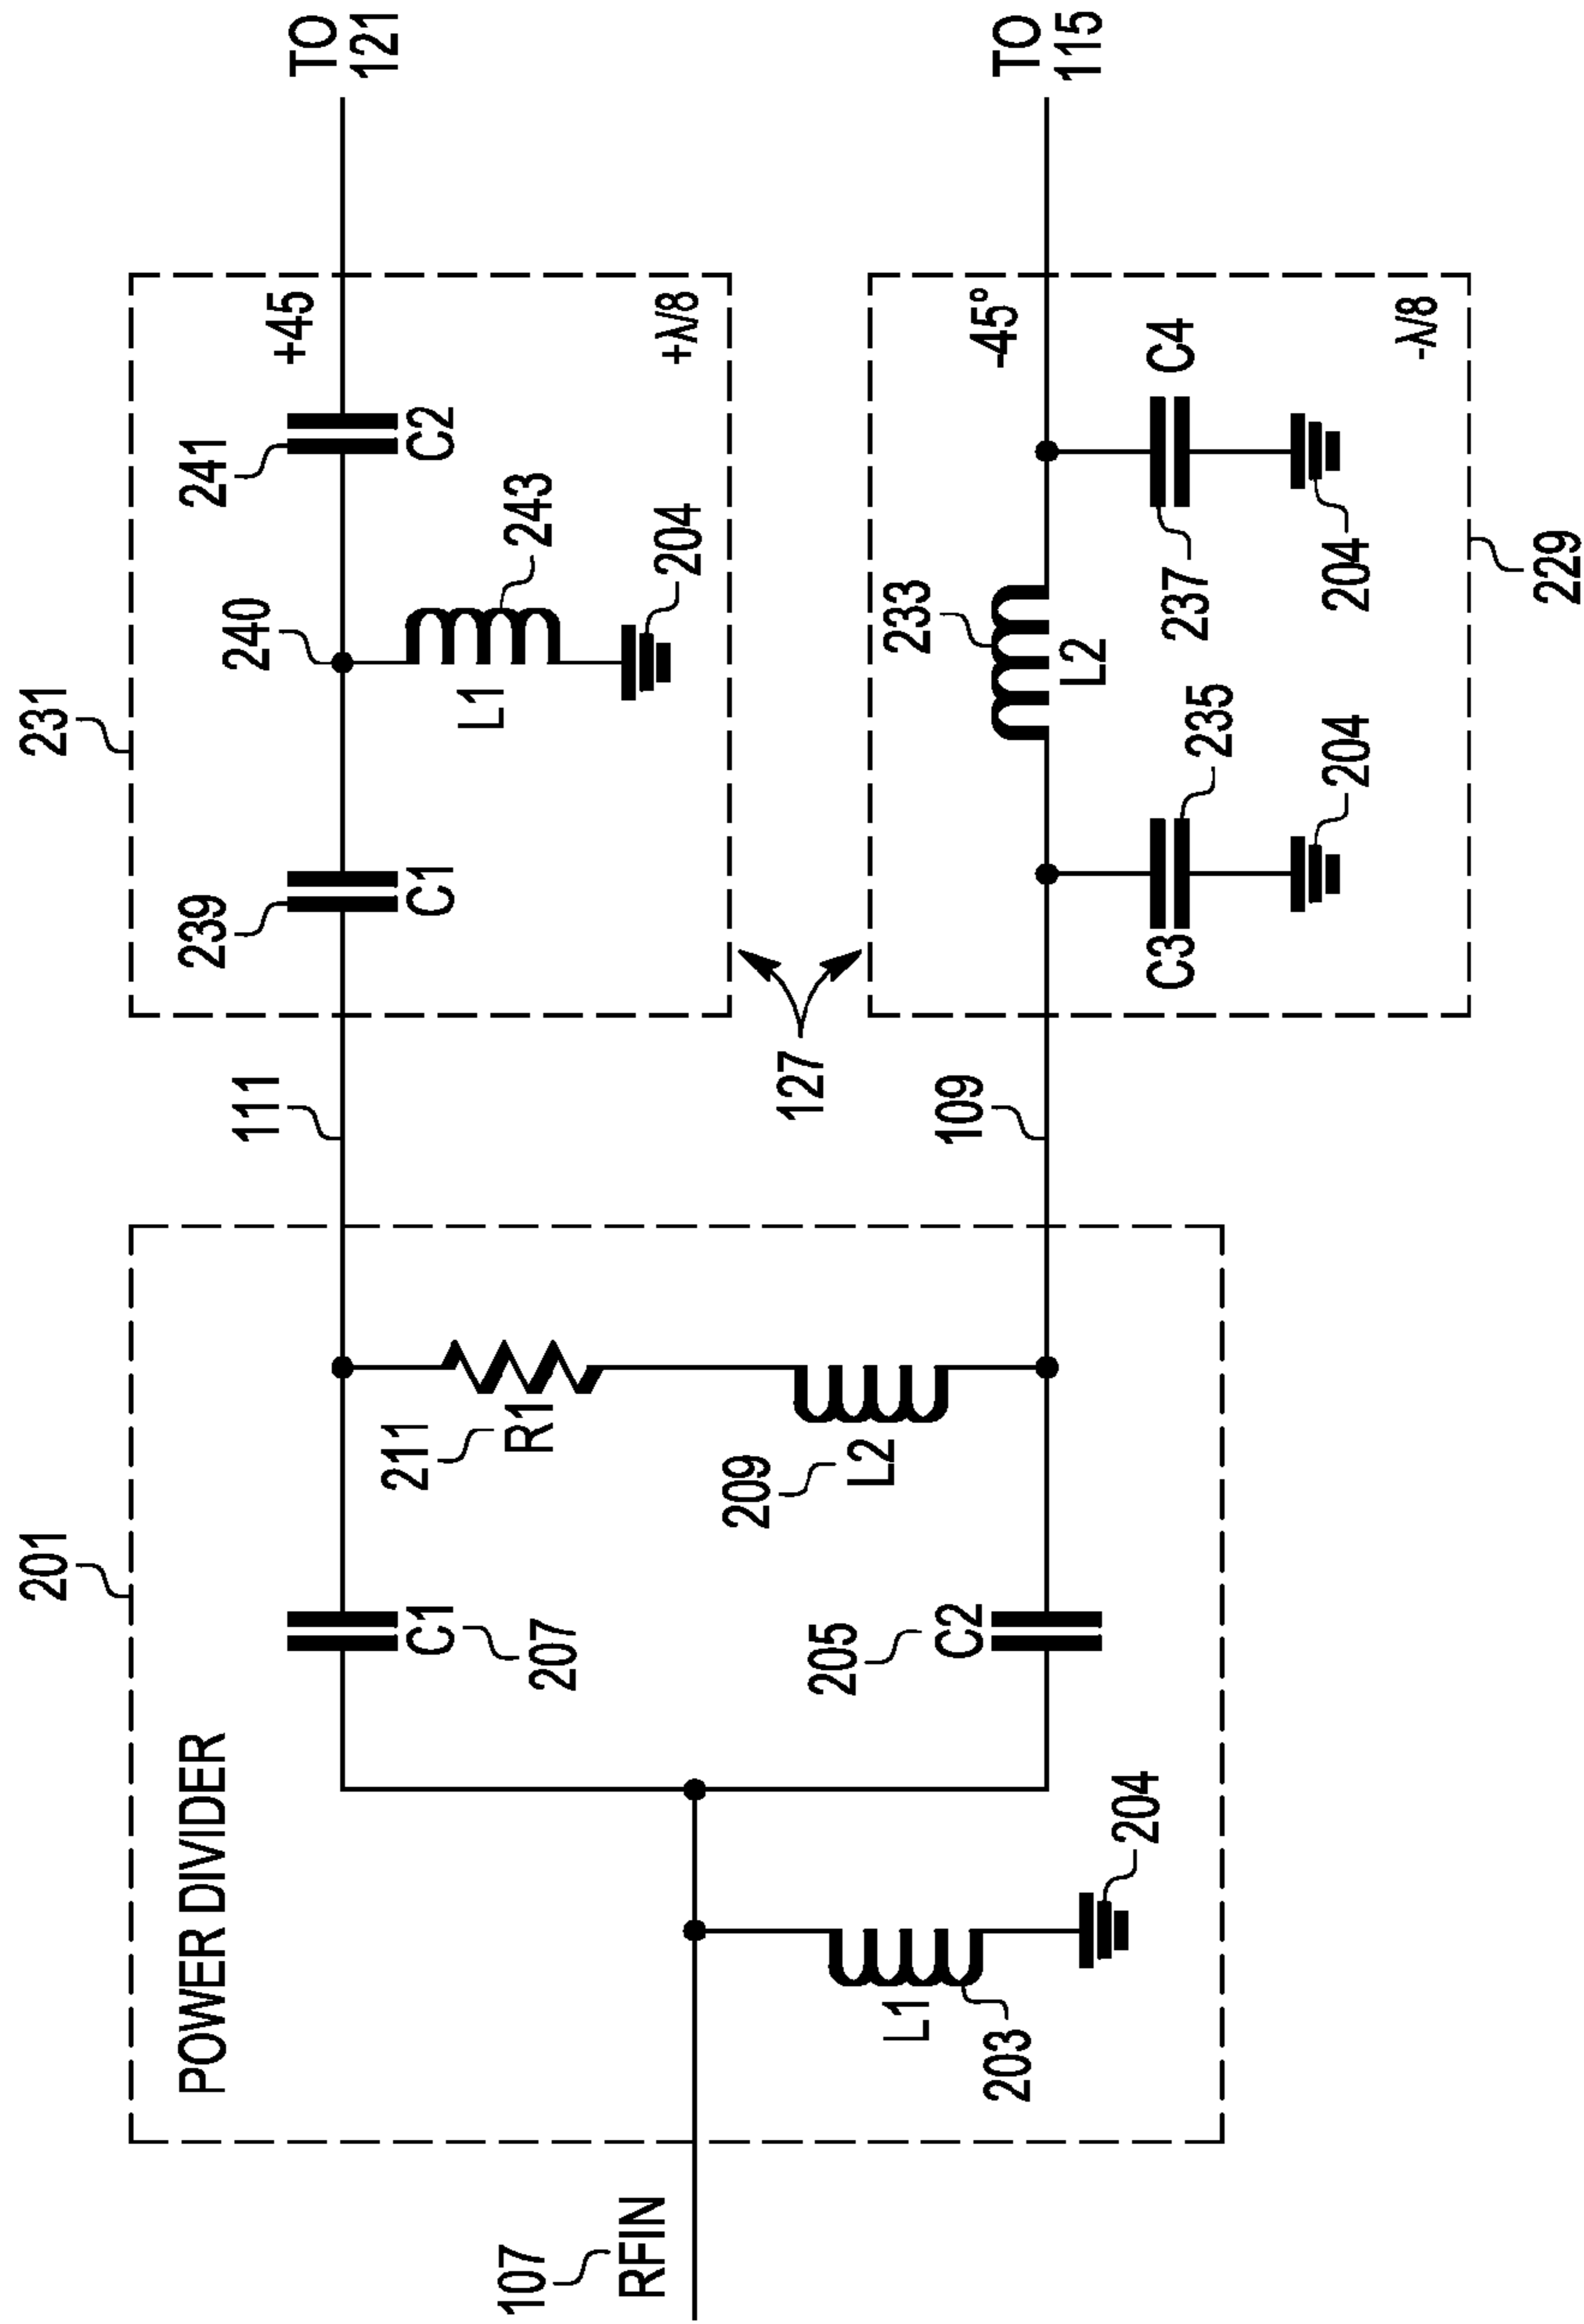 201
POWER DIVIDER
107
RFIN
L1
203
204
C1
207
205
C2
211
R1
209
L2
111
109
127
231
239
C1
240
241
C2
+45
L1
243
204
+λ/8
TO
121
233
L2
-45°
C3
235
204
237
C4
204
-λ/8
229
TO
115